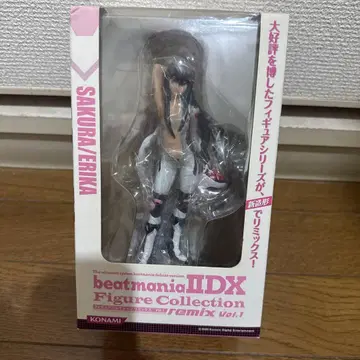 SAKURA/ERIKA
大好評を博したフィギュアシリーズが、
新造形でリミックス！
beatmania IIDX
Figure Collection
remix Vol.1
KONAMI